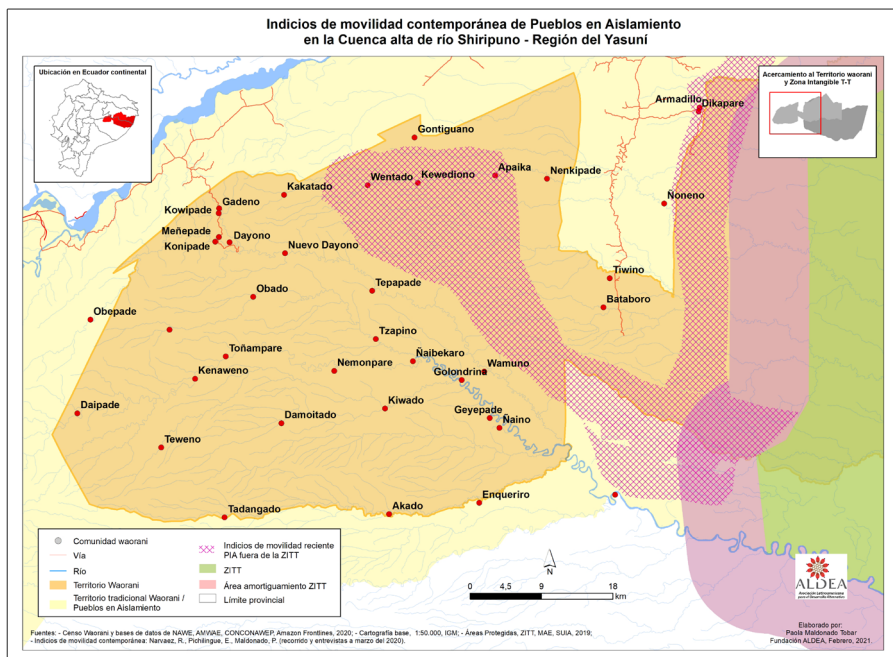 Indicios de movilidad contemporánea de Pueblos en Aislamiento
en la Cuenca alta de río Shiripuno - Región del Yasuní
Ubicación en Ecuador continental
Acercamiento al Territorio waorani
y Zona Intangible T-T
Armadillo
Dikapare
Gontiguano
Apaika
Wentado
Kewediono
Nenkipade
Kakatado
Ñoneno
Gadeno
Kowipade
Meñepade
Dayono
Konipade
Nuevo Dayono
Tiwino
Tepapade
Obado
Bataboro
Obepade
Tzapino
Toñampare
Ñaibekaro
Wamuno
Kenaweno
Nemonpare
Golondrina
Daipade
Kiwado
Damoitado
Geyepade
Ñaino
Teweno
Enqueriro
Tadangado
Akado
Comunidad waorani
Vía
Río
Territorio Waorani
Territorio tradicional Waorani /
Pueblos en Aislamiento
Indicios de movilidad reciente
PIA fuera de la ZITT
ZITT
Área amortiguamiento ZITT
Límite provincial
N
0 4,5 9 18
km
ALDEA
Asociación Latinoamericana
para el Desarrollo Alternativo
Fuentes: - Censo Waorani y bases de datos de NAWE, AMWAE, CONCONAWEP, Amazon Frontlines, 2020; - Cartografía base, 1:50.000, IGM; - Áreas Protegidas, ZITT, MAE, SUIA, 2019;
- Indicios de movilidad contemporánea: Narvaez, R., Pichilingue, E., Maldonado, P. (recorrido y entrevistas a marzo del 2020).
Elaborado por:
Paola Maldonado Tobar
Fundación ALDEA, Febrero, 2021.